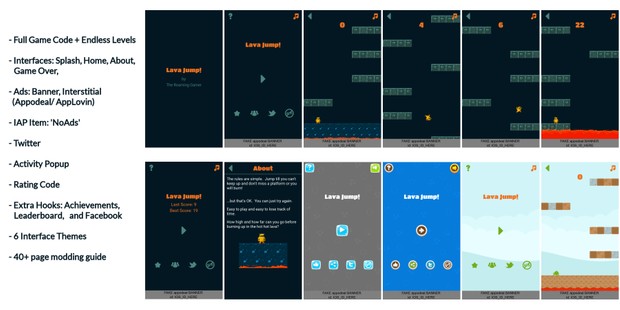 - Full Game Code + Endless Levels
- Interfaces: Splash, Home, About,
Game Over,
- Ads: Banner, Interstitial
(Appodeal/ AppLovin)
- IAP Item: 'NoAds'
- Twitter
- Activity Popup
- Rating Code
- Extra Hooks: Achievements,
Leaderboard, and Facebook
- 6 Interface Themes
- 40+ page modding guide
Lava Jump!
by
?
Lava Jump!
0
4
6
22
?
Lava Jump!
Last Score: 9
About
The rules are simple. Jump till you can't
keep up and don't miss a platform or you
will burn!
...but that's OK. You can just try again.
Easy to play and easy to lose track of
time.
How high and how far can you go before
burning up in the hot hot lava?
?
Lava Jump!
?
Lava Jump!
?
Lava Jump!
0